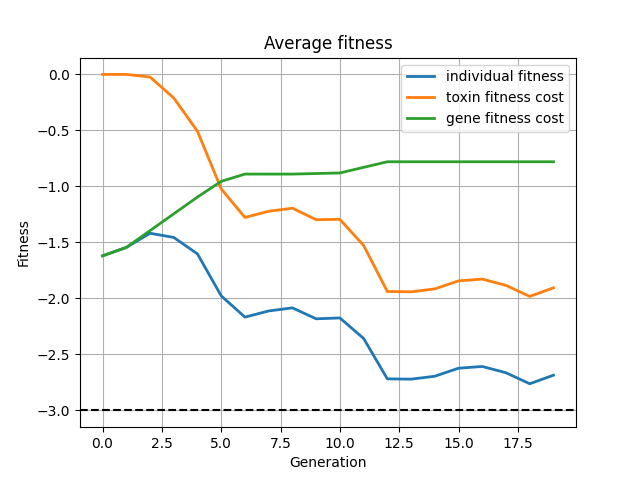 Average fitness
individual fitness
toxin fitness cost
gene fitness cost
Fitness
0.0
−0.5
−1.0
−1.5
−2.0
−2.5
−3.0
0.0 2.5 5.0 7.5 10.0 12.5 15.0 17.5
Generation